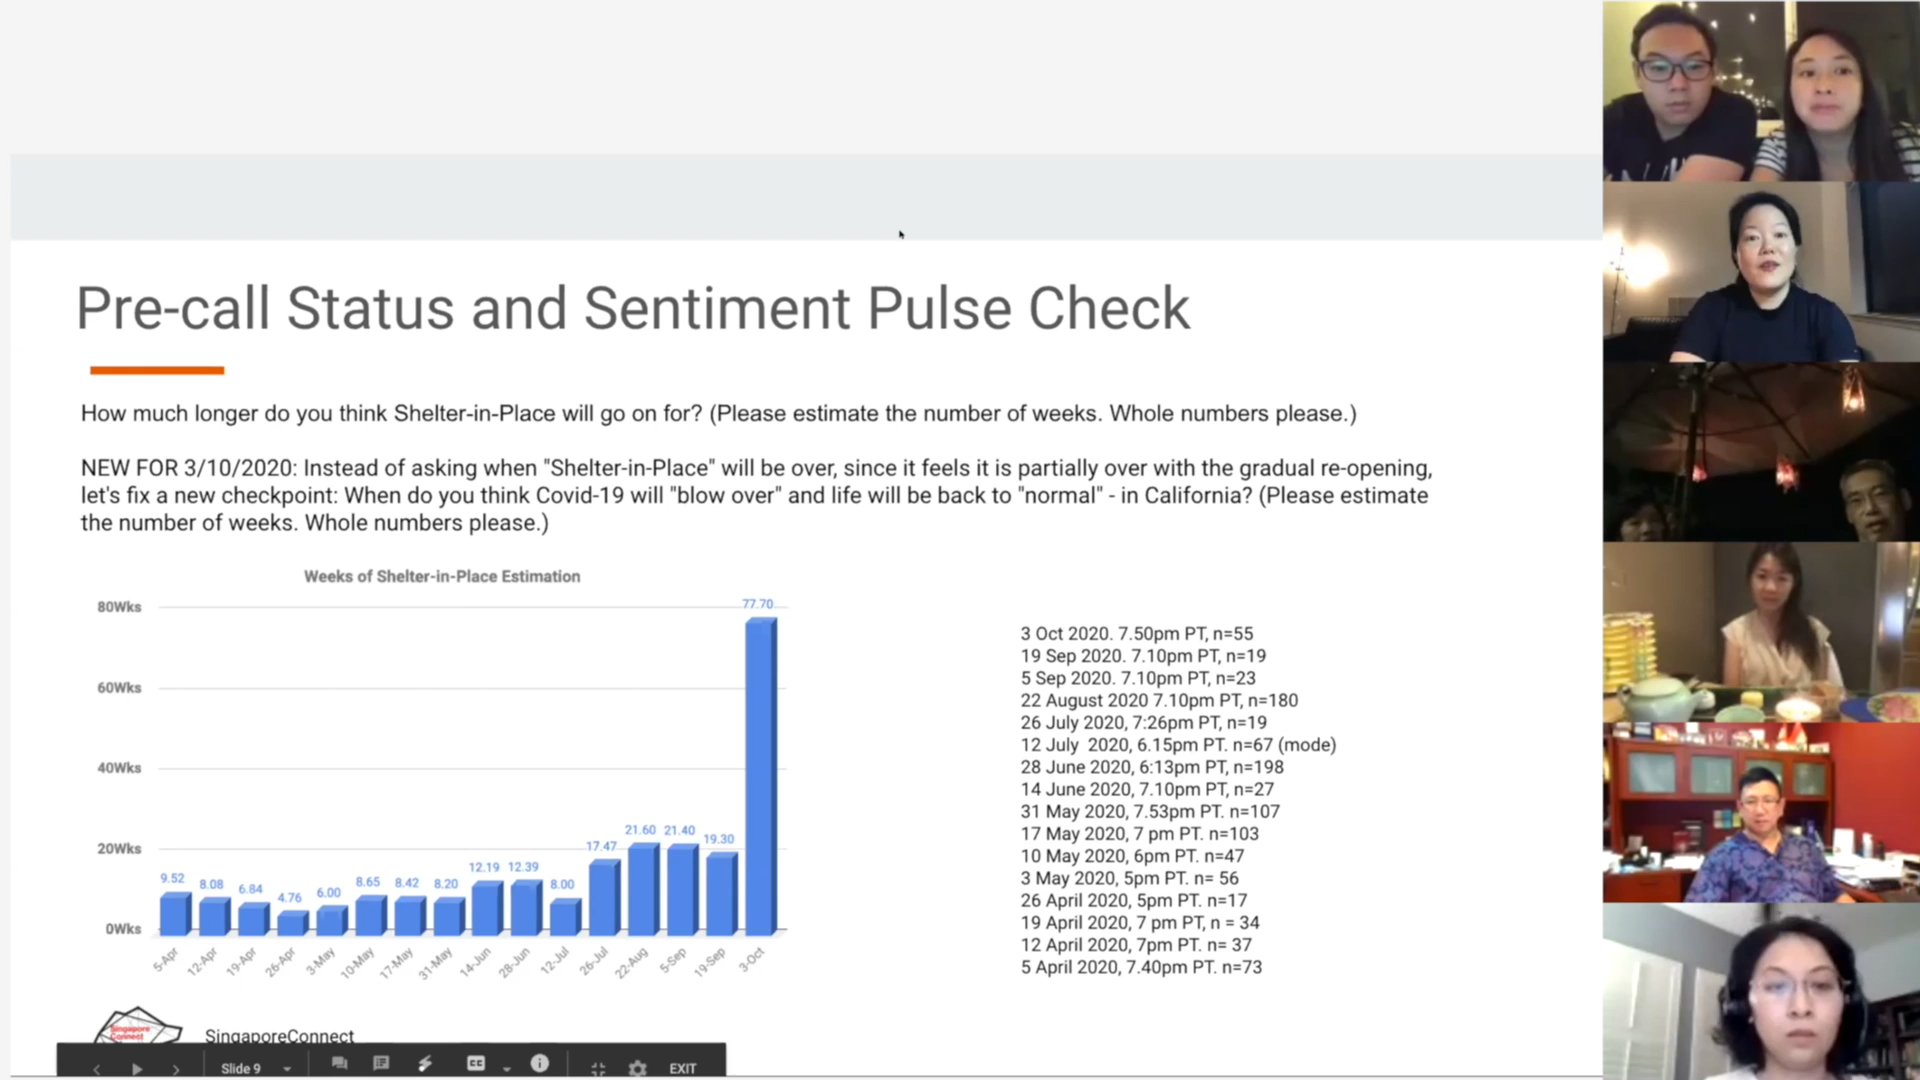 Pre-call Status and Sentiment Pulse Check
How much longer do you think Shelter-in-Place will go on for? (Please estimate the number of weeks. Whole numbers please.)
NEW FOR 3/10/2020: Instead of asking when "Shelter-in-Place" will be over, since it feels it is partially over with the gradual re-opening,
let's fix a new checkpoint: When do you think Covid-19 will "blow over" and life will be back to "normal" - in California? (Please estimate
the number of weeks. Whole numbers please.)
Weeks of Shelter-in-Place Estimation
80Wks
60Wks
40Wks
20Wks
0Wks
9.52 8.08 6.84 4.76 6.00 8.65 8.42 8.20 12.19 12.39 8.00 17.47 21.60 21.40 19.30 77.70
5-Apr 12-Apr 19-Apr 26-Apr 3-May 10-May 17-May 31-May 14-Jun 28-Jun 12-Jul 26-Jul 22-Aug 5-Sep 19-Sep 3-Oct
3 Oct 2020. 7.50pm PT, n=55
19 Sep 2020. 7.10pm PT, n=19
5 Sep 2020. 7.10pm PT, n=23
22 August 2020 7.10pm PT, n=180
26 July 2020, 7:26pm PT, n=19
12 July 2020, 6.15pm PT. n=67 (mode)
28 June 2020, 6:13pm PT, n=198
14 June 2020, 7.10pm PT, n=27
31 May 2020, 7.53pm PT. n=107
17 May 2020, 7 pm PT. n=103
10 May 2020, 6pm PT. n=47
3 May 2020, 5pm PT. n= 56
26 April 2020, 5pm PT. n=17
19 April 2020, 7 pm PT, n = 34
12 April 2020, 7pm PT. n= 37
5 April 2020, 7.40pm PT. n=73
Singapore
Connect
SingaporeConnect
Slide 9
CC
EXIT